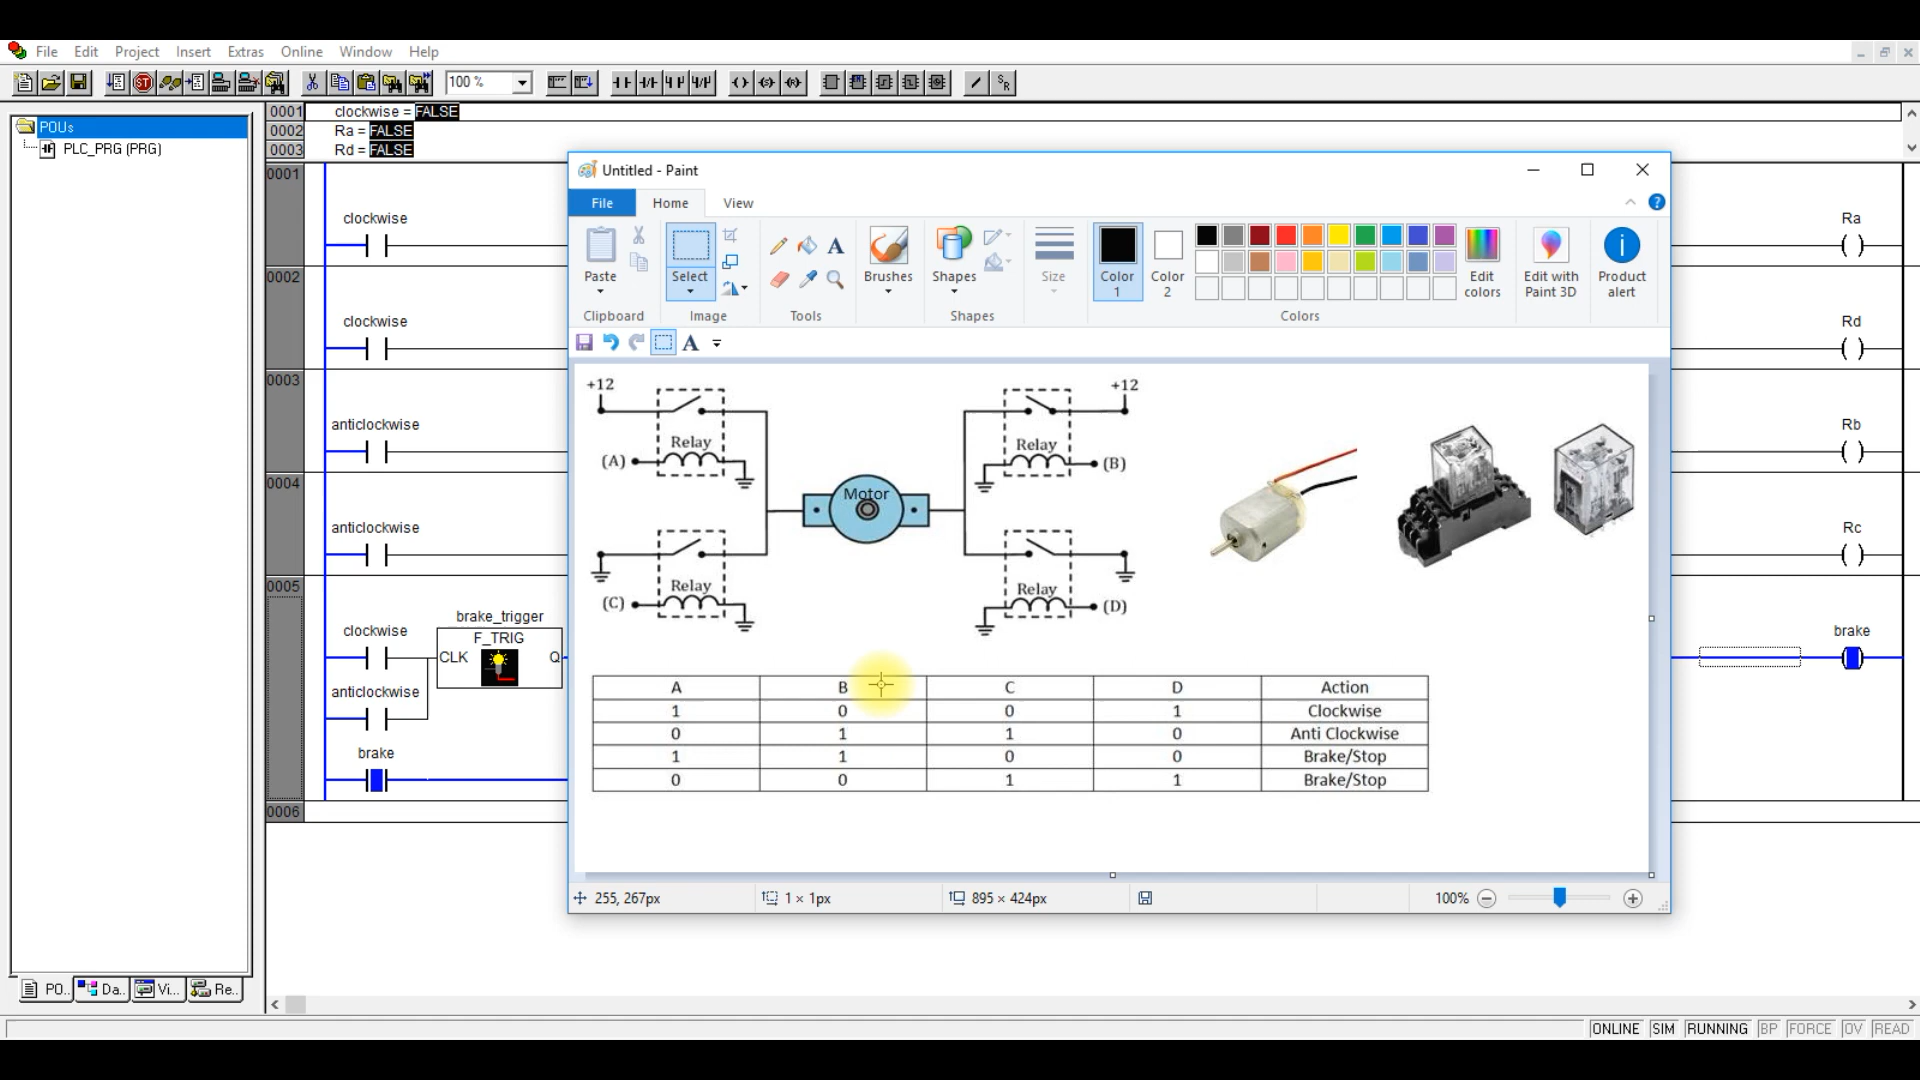 File Edit Project Insert Extras Online Window Help
100 %
POUs
PLC_PRG (PRG)
0001 clockwise = FALSE
0002 Ra = FALSE
0003 Rd = FALSE
0001
clockwise
Ra
0002
clockwise
Rd
0003
anticlockwise
Rb
0004
anticlockwise
Rc
0005
brake_trigger
clockwise
F_TRIG
CLK
Q
anticlockwise
brake
brake
0006
Untitled - Paint
File Home View
Paste
Select
Brushes
Shapes
Size
Color 1
Color 2
Edit colors
Edit with Paint 3D
Product alert
Clipboard Image Tools Shapes Colors
+12
+12
Relay
Relay
(A)
(B)
Motor
Relay
Relay
(C)
(D)
A B C D Action
1 0 0 1 Clockwise
0 1 1 0 Anti Clockwise
1 1 0 0 Brake/Stop
0 0 1 1 Brake/Stop
255, 267px 1 × 1px 895 × 424px 100%
PO.. Da.. Vi... Re..
ONLINE SIM RUNNING BP FORCE OV READ